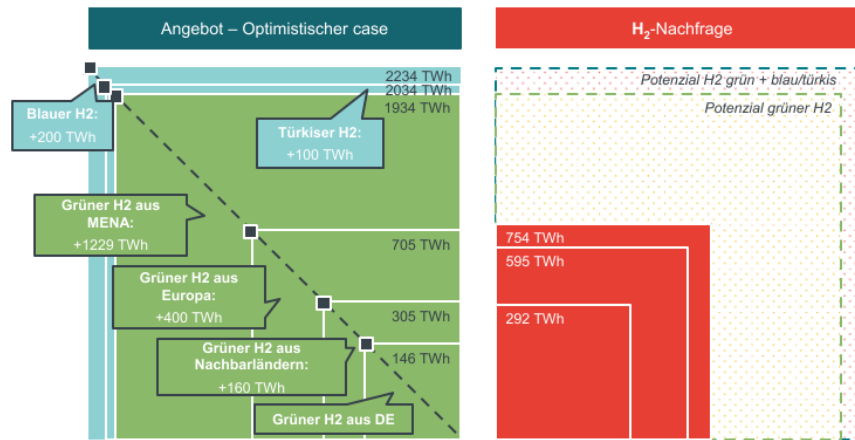 Angebot – Optimistischer case
H2-Nachfrage
2234 TWh
2034 TWh
1934 TWh
Blauer H2:
+200 TWh
Türkiser H2:
+100 TWh
Grüner H2 aus
MENA:
+1229 TWh
705 TWh
Grüner H2 aus
Europa:
+400 TWh
305 TWh
Grüner H2 aus
Nachbarländern:
+160 TWh
146 TWh
Grüner H2 aus DE
Potenzial H2 grün + blau/türkis
Potenzial grüner H2
754 TWh
595 TWh
292 TWh